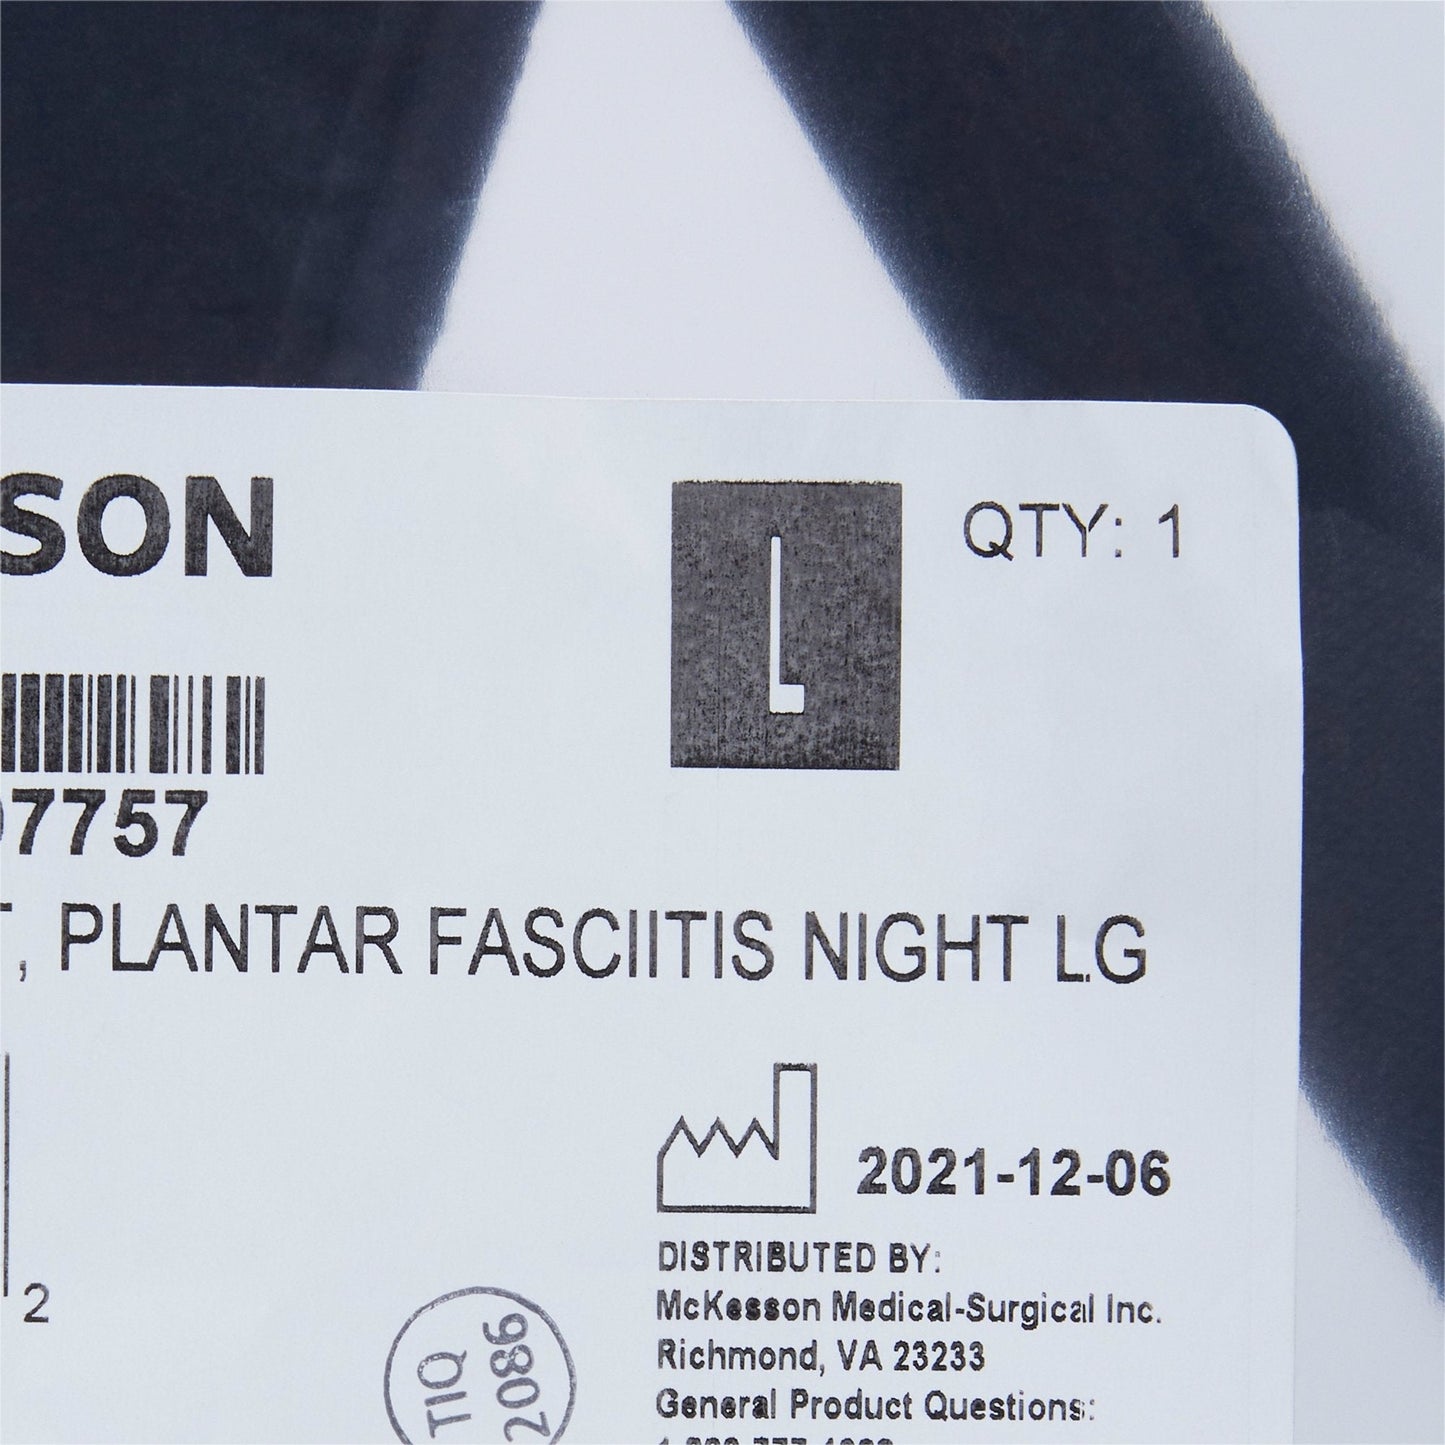 SON
L
QTY: 1
7757
, PLANTAR FASCIITIS NIGHT LG
2021-12-06
2
DISTRIBUTED BY:
McKesson Medical-Surgical Inc.
Richmond, VA 23233
General Product Questions:
TIQ
2086